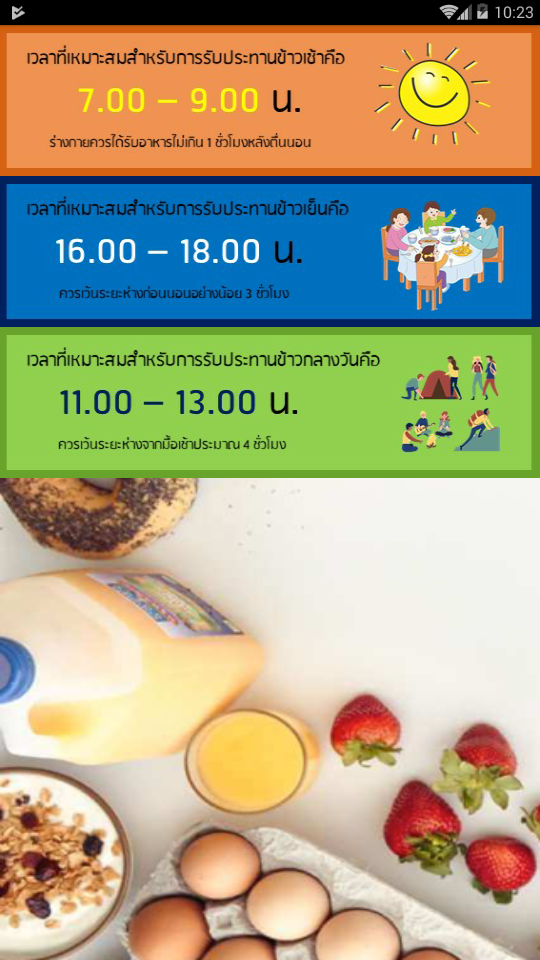 10:23
เวลาที่เหมาะสมสำหรับการรับประทานข้าวเช้าคือ
7.00 – 9.00 น.
ร่างกายควรได้รับอาหารไม่เกิน 1 ชั่วโมงหลังตื่นนอน
เวลาที่เหมาะสมสำหรับการรับประทานข้าวเย็นคือ
16.00 – 18.00 น.
ควรเว้นระยะห่างก่อนนอนอย่างน้อย 3 ชั่วโมง
เวลาที่เหมาะสมสำหรับการรับประทานข้าวกลางวันคือ
11.00 – 13.00 น.
ควรเว้นระยะห่างจากมื้อเช้าประมาณ 4 ชั่วโมง